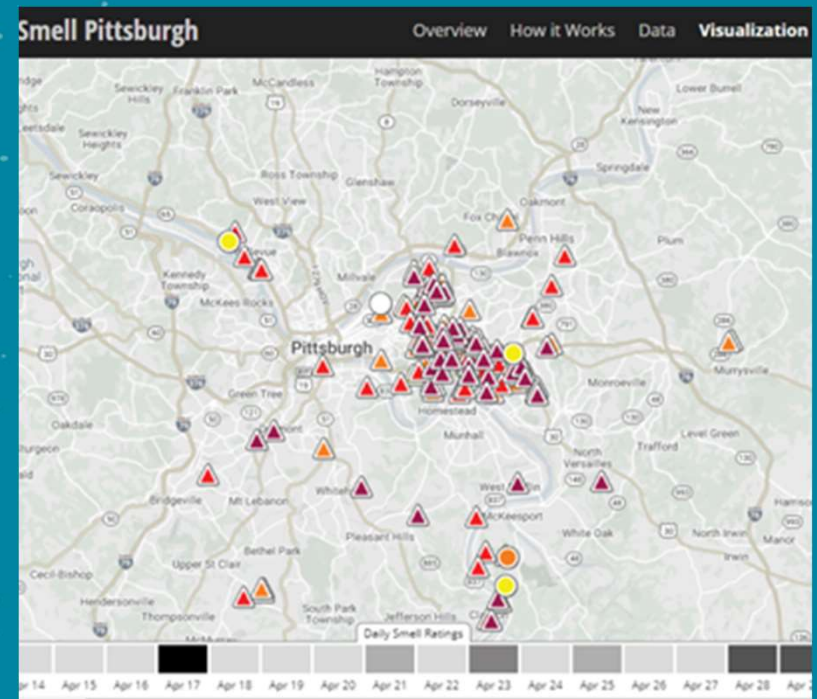 Smell Pittsburgh
Overview How it Works Data Visualization
Hampton
Township
McCandless
Sewickley
Hills
Franklin Park
Lower Burrell
Dorseyville
New
Kensington
Sewickley
Heights
Springdale
Sewickley
Ross Township
Glenshaw
Coraopolis
West View
Oakmont
Fox
Penn Hills
Plum
Blawnox
Kennedy
Township
Millvale
McKees Rocks
Pittsburgh
Murrysville
Monroeville
Green Tree
Oakdale
Homestead
Munhall
Level Green
Trafford
North
Versailles
Bridgeville
Mt Lebanon
West
McKeesport
Pleasant Hills
White Oak
North Irwin
Manor
Irwin
Bethel Park
Upper St Clair
Cecil-Bishop
Hendersonville
Thompsonville
South Park
Township
Jefferson Hills
Daily Smell Ratings
Apr 15 Apr 16 Apr 17 Apr 18 Apr 19 Apr 20 Apr 21 Apr 22 Apr 23 Apr 24 Apr 25 Apr 26 Apr 27 Apr 28